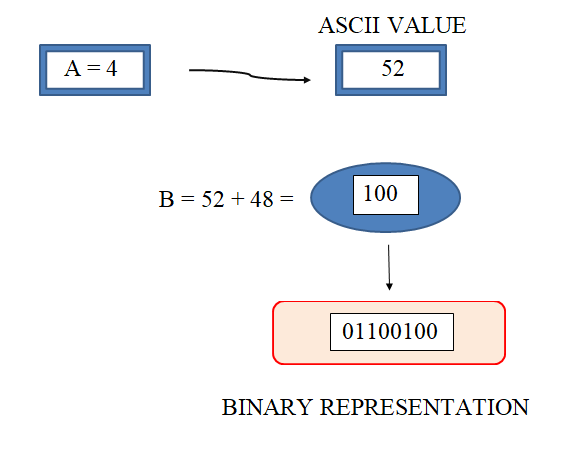 ASCII VALUE
A = 4
52
B = 52 + 48 =
100
01100100
BINARY REPRESENTATION